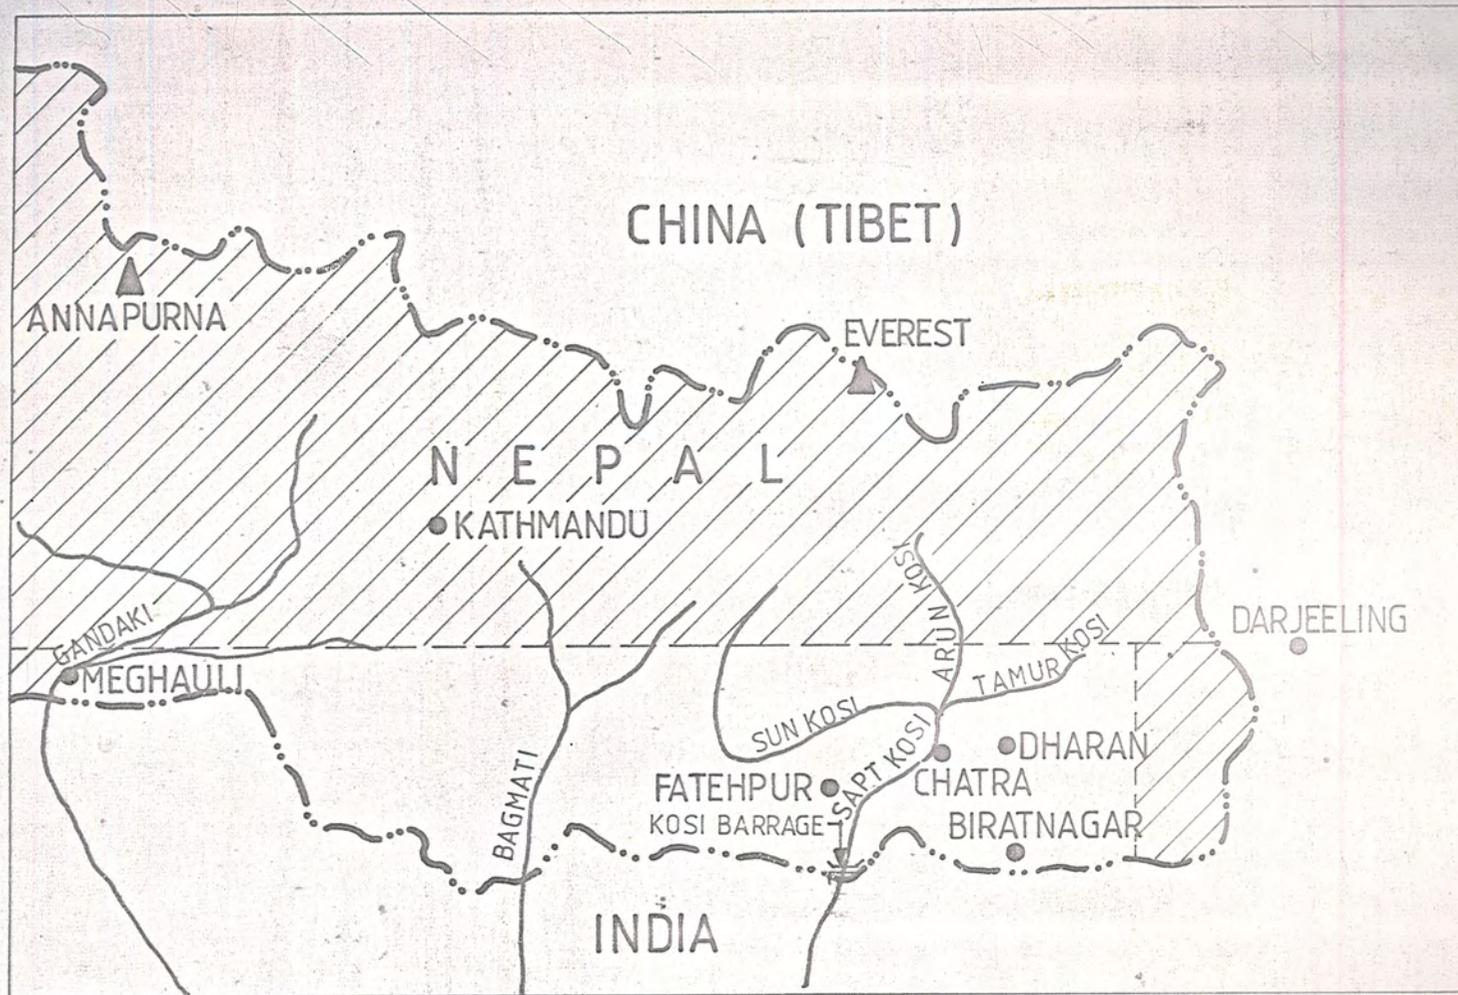 CHINA (TIBET)
ANNAPURNA
EVEREST
NEPAL
KATHMANDU
ARUN KOSI
GANDAKI
DARJEELING
MEGHAULI
TAMUR KOSI
SUN KOSI
SAPT KOSI
DHARAN
BAGMATI
FATEHPUR
CHATRA
KOSI BARRAGE
BIRATNAGAR
INDIA